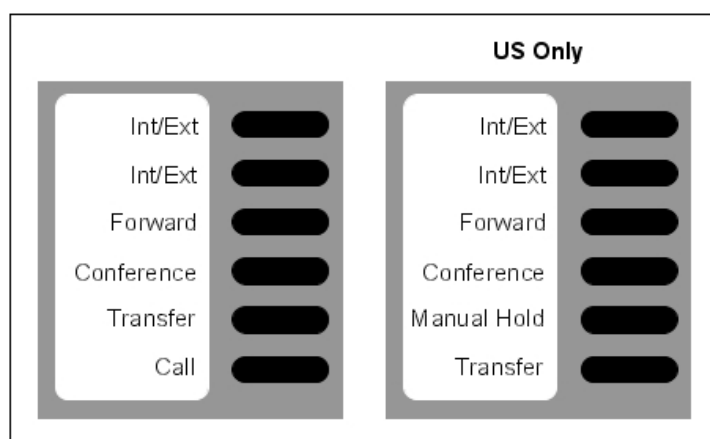 US Only
Int/Ext
Int/Ext
Forward
Conference
Transfer
Call
Int/Ext
Int/Ext
Forward
Conference
Manual Hold
Transfer